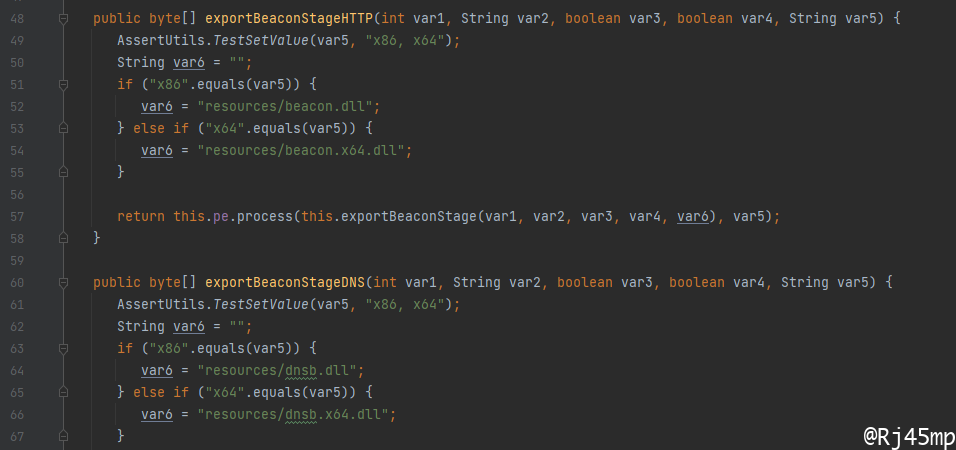 48 public byte[] exportBeaconStageHTTP(int var1, String var2, boolean var3, boolean var4, String var5) {
49 AssertUtils.TestSetValue(var5, "x86, x64");
50 String var6 = "";
51 if ("x86".equals(var5)) {
52 var6 = "resources/beacon.dll";
53 } else if ("x64".equals(var5)) {
54 var6 = "resources/beacon.x64.dll";
55 }
56
57 return this.pe.process(this.exportBeaconStage(var1, var2, var3, var4, var6), var5);
58 }
59
60 public byte[] exportBeaconStageDNS(int var1, String var2, boolean var3, boolean var4, String var5) {
61 AssertUtils.TestSetValue(var5, "x86, x64");
62 String var6 = "";
63 if ("x86".equals(var5)) {
64 var6 = "resources/dnsb.dll";
65 } else if ("x64".equals(var5)) {
66 var6 = "resources/dnsb.x64.dll";
67 }
@Rj45mp